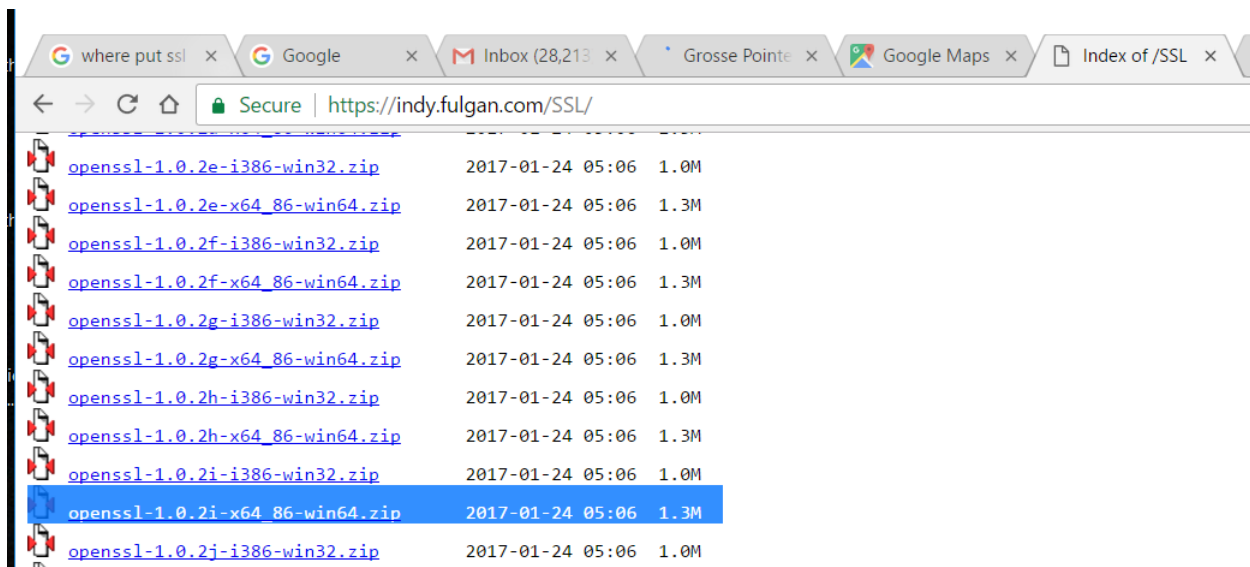 where put ssl
Google
Inbox (28,213
Grosse Pointe
Google Maps
Index of /SSL
Secure | https://indy.fulgan.com/SSL/
openssl-1.0.2e-i386-win32.zip 2017-01-24 05:06 1.0M
openssl-1.0.2e-x64_86-win64.zip 2017-01-24 05:06 1.3M
openssl-1.0.2f-i386-win32.zip 2017-01-24 05:06 1.0M
openssl-1.0.2f-x64_86-win64.zip 2017-01-24 05:06 1.3M
openssl-1.0.2g-i386-win32.zip 2017-01-24 05:06 1.0M
openssl-1.0.2g-x64_86-win64.zip 2017-01-24 05:06 1.3M
openssl-1.0.2h-i386-win32.zip 2017-01-24 05:06 1.0M
openssl-1.0.2h-x64_86-win64.zip 2017-01-24 05:06 1.3M
openssl-1.0.2i-i386-win32.zip 2017-01-24 05:06 1.0M
openssl-1.0.2i-x64_86-win64.zip 2017-01-24 05:06 1.3M
openssl-1.0.2j-i386-win32.zip 2017-01-24 05:06 1.0M